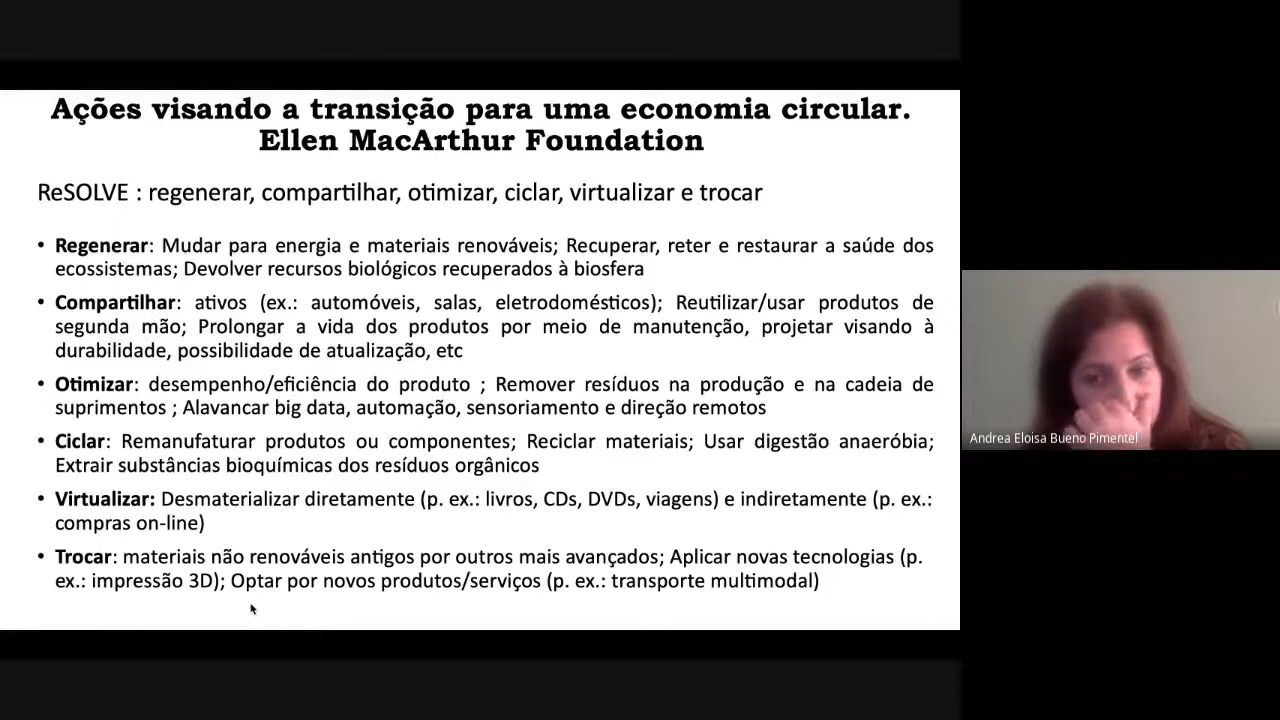 Ações visando a transição para uma economia circular.
Ellen MacArthur Foundation
ReSOLVE : regenerar, compartilhar, otimizar, ciclar, virtualizar e trocar
• Regenerar: Mudar para energia e materiais renováveis; Recuperar, reter e restaurar a saúde dos
ecossistemas; Devolver recursos biológicos recuperados à biosfera
• Compartilhar: ativos (ex.: automóveis, salas, eletrodomésticos); Reutilizar/usar produtos de
segunda mão; Prolongar a vida dos produtos por meio de manutenção, projetar visando à
durabilidade, possibilidade de atualização, etc
• Otimizar: desempenho/eficiência do produto ; Remover resíduos na produção e na cadeia de
suprimentos ; Alavancar big data, automação, sensoriamento e direção remotos
• Ciclar: Remanufaturar produtos ou componentes; Reciclar materiais; Usar digestão anaeróbia;
Extrair substâncias bioquímicas dos resíduos orgânicos
• Virtualizar: Desmaterializar diretamente (p. ex.: livros, CDs, DVDs, viagens) e indiretamente (p. ex.:
compras on-line)
• Trocar: materiais não renováveis antigos por outros mais avançados; Aplicar novas tecnologias (p.
ex.: impressão 3D); Optar por novos produtos/serviços (p. ex.: transporte multimodal)
Andrea Eloisa Bueno Pimentel